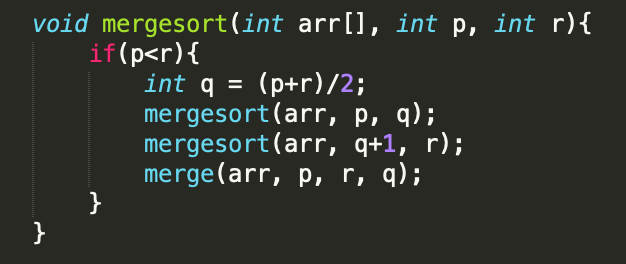 void mergesort(int arr[], int p, int r){
    if(p<r){
        int q = (p+r)/2;
        mergesort(arr, p, q);
        mergesort(arr, q+1, r);
        merge(arr, p, r, q);
    }
}